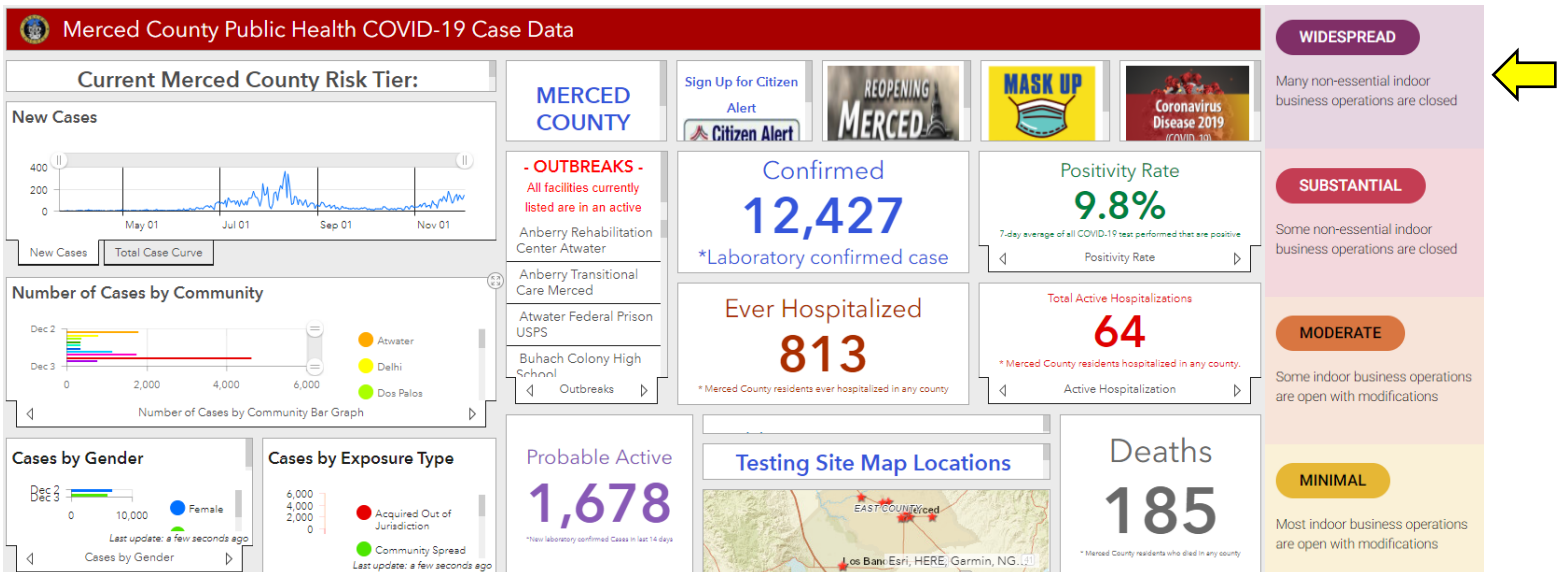 Merced County Public Health COVID-19 Case Data
Current Merced County Risk Tier:
New Cases
400
200
0
May 01
Jul 01
Sep 01
Nov 01
New Cases
Total Case Curve
Number of Cases by Community
Dec 2
Dec 3
0
2,000
4,000
6,000
Atwater
Delhi
Dos Palos
Number of Cases by Community Bar Graph
Cases by Gender
Dec 2
Dec 3
0
10,000
Female
Last update: a few seconds ago
Cases by Gender
Cases by Exposure Type
6,000
4,000
2,000
0
Acquired Out of
Jurisdiction
Community Spread
Last update: a few seconds ago
MERCED
COUNTY
Sign Up for Citizen
Alert
Citizen Alert
REOPENING
MERCED
MASK UP
Coronavirus
Disease 2019
(COVID-19)
- OUTBREAKS -
All facilities currently
listed are in an active
Anberry Rehabilitation
Center Atwater
Anberry Transitional
Care Merced
Atwater Federal Prison
USPS
Buhach Colony High
School
Outbreaks
Confirmed
12,427
*Laboratory confirmed case
Positivity Rate
9.8%
7-day average of all COVID-19 test performed that are positive
Positivity Rate
Ever Hospitalized
813
* Merced County residents ever hospitalized in any county
Total Active Hospitalizations
64
* Merced County residents hospitalized in any county.
Active Hospitalization
Probable Active
1,678
*New laboratory confirmed Cases in last 14 days
Testing Site Map Locations
EAST COUNTY
Merced
Los Banos
Esri, HERE, Garmin, NG...
Deaths
185
* Merced County residents who died in any county
WIDESPREAD
Many non-essential indoor
business operations are closed
SUBSTANTIAL
Some non-essential indoor
business operations are closed
MODERATE
Some indoor business operations
are open with modifications
MINIMAL
Most indoor business operations
are open with modifications